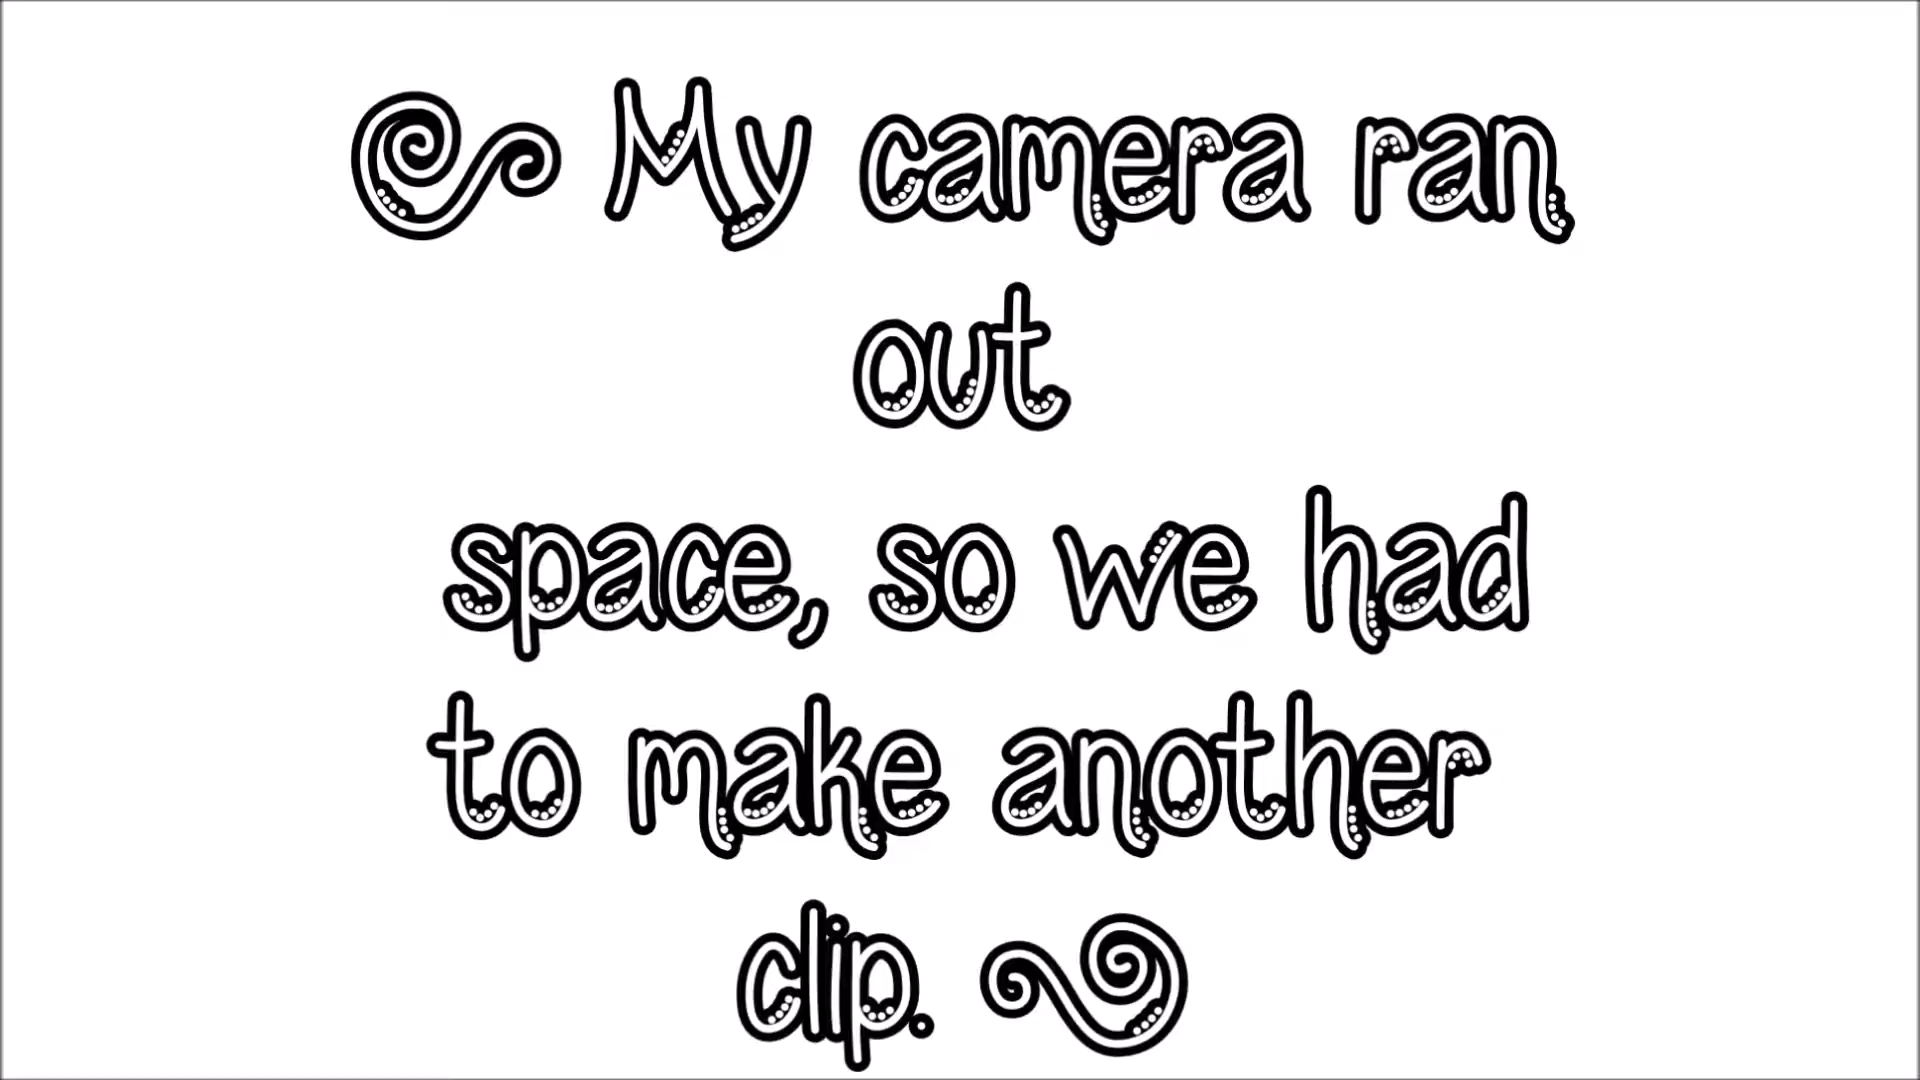 My camera ran
out
space, so we had
to make another
clip.